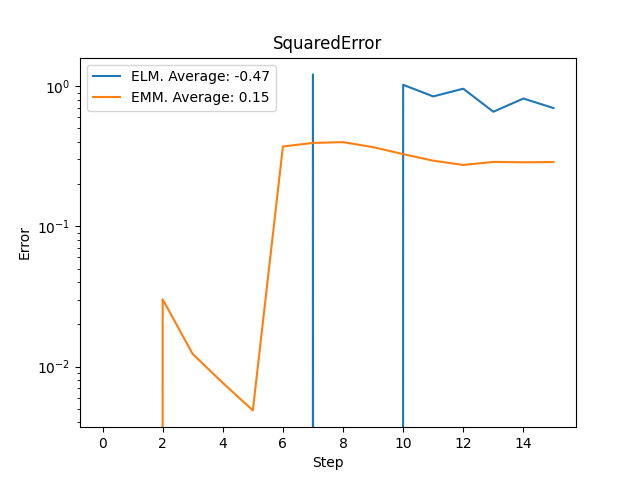 SquaredError
ELM. Average: -0.47
EMM. Average: 0.15
10⁰
10⁻¹
10⁻²
Error
0 2 4 6 8 10 12 14
Step